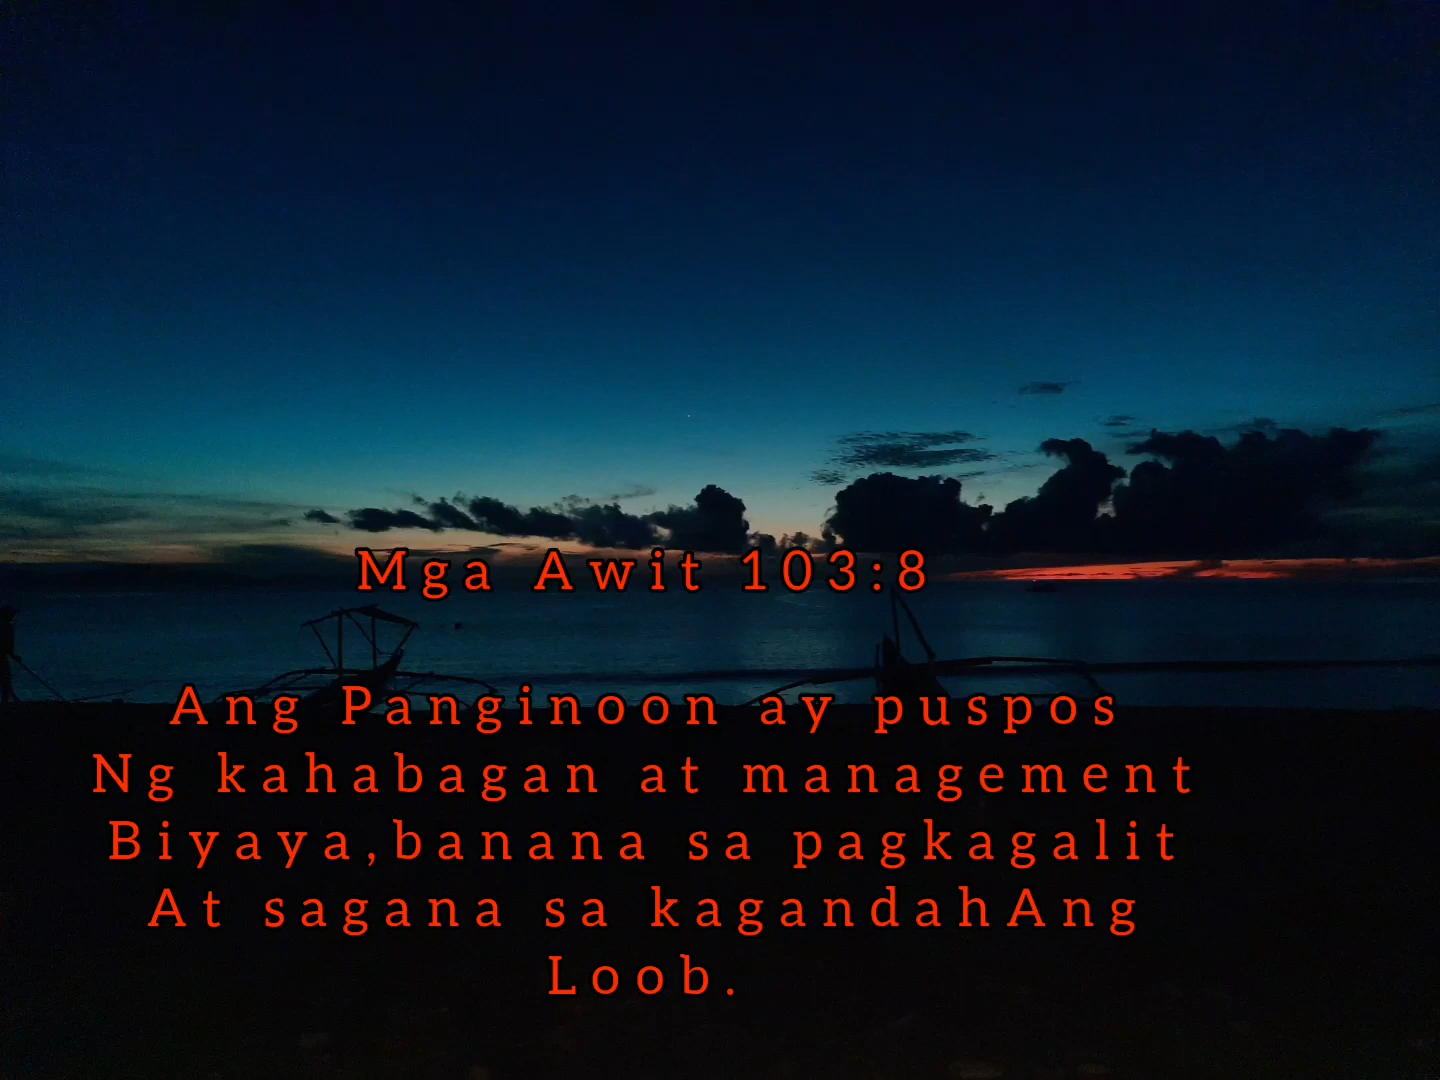 Mga Awit 103:8
Ang Panginoon ay puspos
Ng kahabagan at management
Biyaya,banana sa pagkagalit
At sagana sa kagandahAng
Loob.